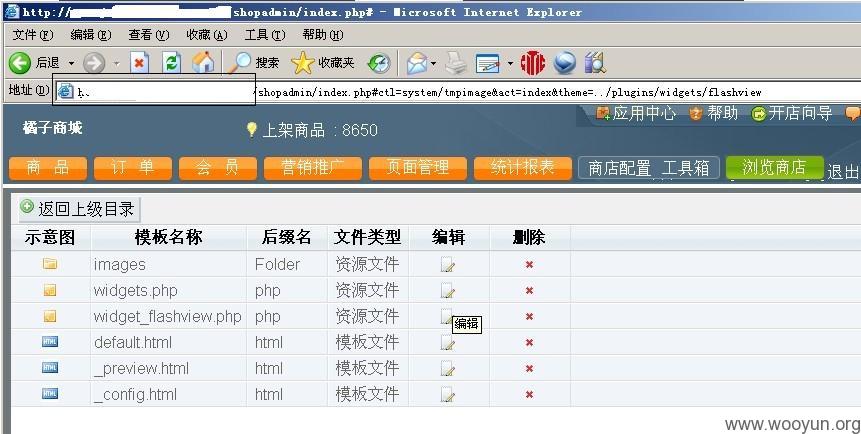 http://shopadmin/index.php# - Microsoft Internet Explorer
文件(F) 编辑(E) 查看(V) 收藏(A) 工具(T) 帮助(H)
后退 搜索 收藏夹
地址(D) h /shopadmin/index.php#ctl=system/tmpimage&act=index&theme=../plugins/widgets/flashview
应用中心 帮助 开店向导
橘子商城 上架商品 : 8650
商 品 订 单 会 员 营销推广 页面管理 统计报表 商店配置 工具箱 浏览商店 退出
返回上级目录
示意图 模板名称 后缀名 文件类型 编辑 删除
images Folder 资源文件
widgets.php php 资源文件
widget_flashview.php php 资源文件
编辑
default.html html 模板文件
_preview.html html 模板文件
_config.html html 模板文件
www.wooyun.org